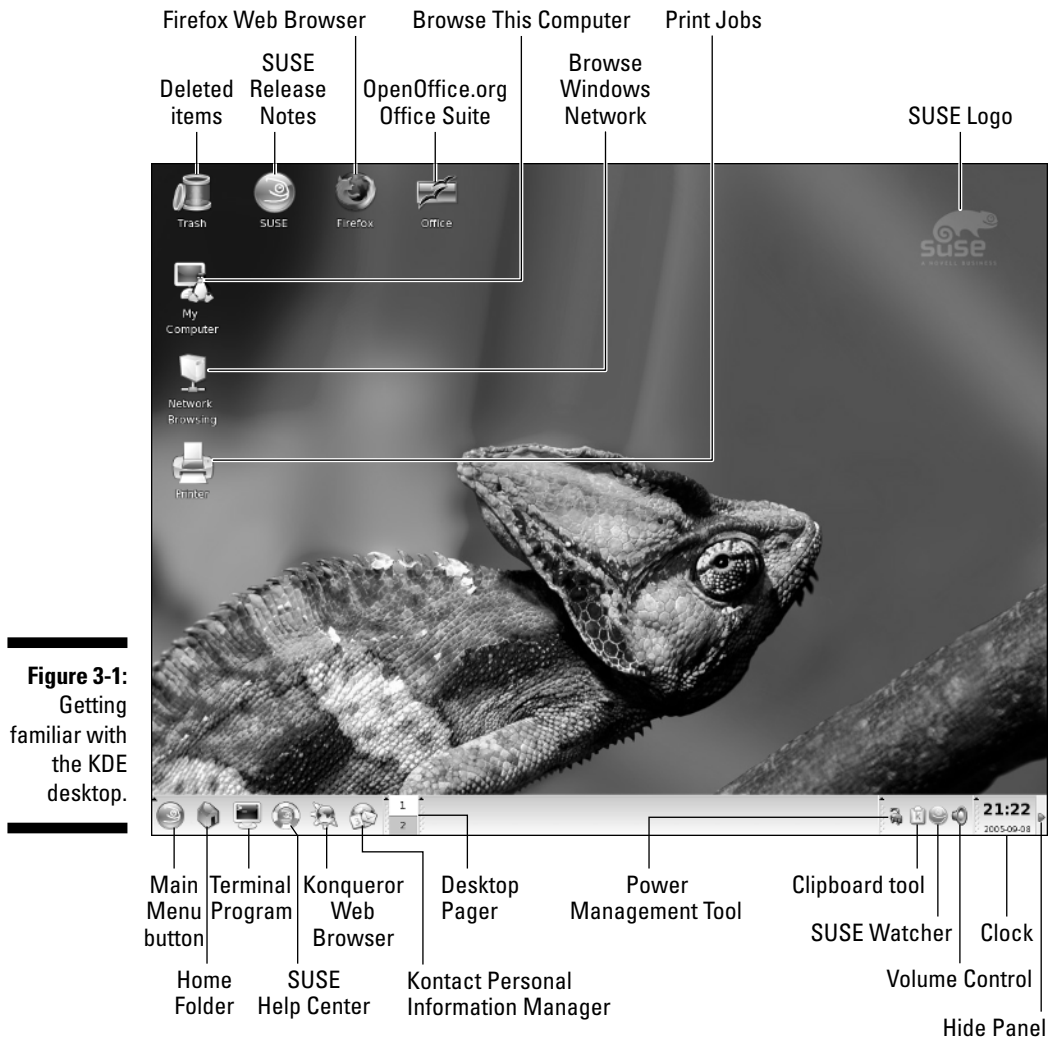 Firefox Web Browser
Browse This Computer
Print Jobs
Deleted
items
SUSE
Release
Notes
OpenOffice.org
Office Suite
Browse
Windows
Network
SUSE Logo
Trash
SUSE
Firefox
Office
suse
A NOVELL BUSINESS
My
Computer
Network
Browsing
Printer
Figure 3-1:
Getting
familiar with
the KDE
desktop.
1
2
21:22
2005-09-08
Main
Menu
button
Terminal
Program
Konqueror
Web
Browser
Desktop
Pager
Power
Management Tool
Clipboard tool
SUSE Watcher
Clock
Home
Folder
SUSE
Help Center
Kontact Personal
Information Manager
Volume Control
Hide Panel